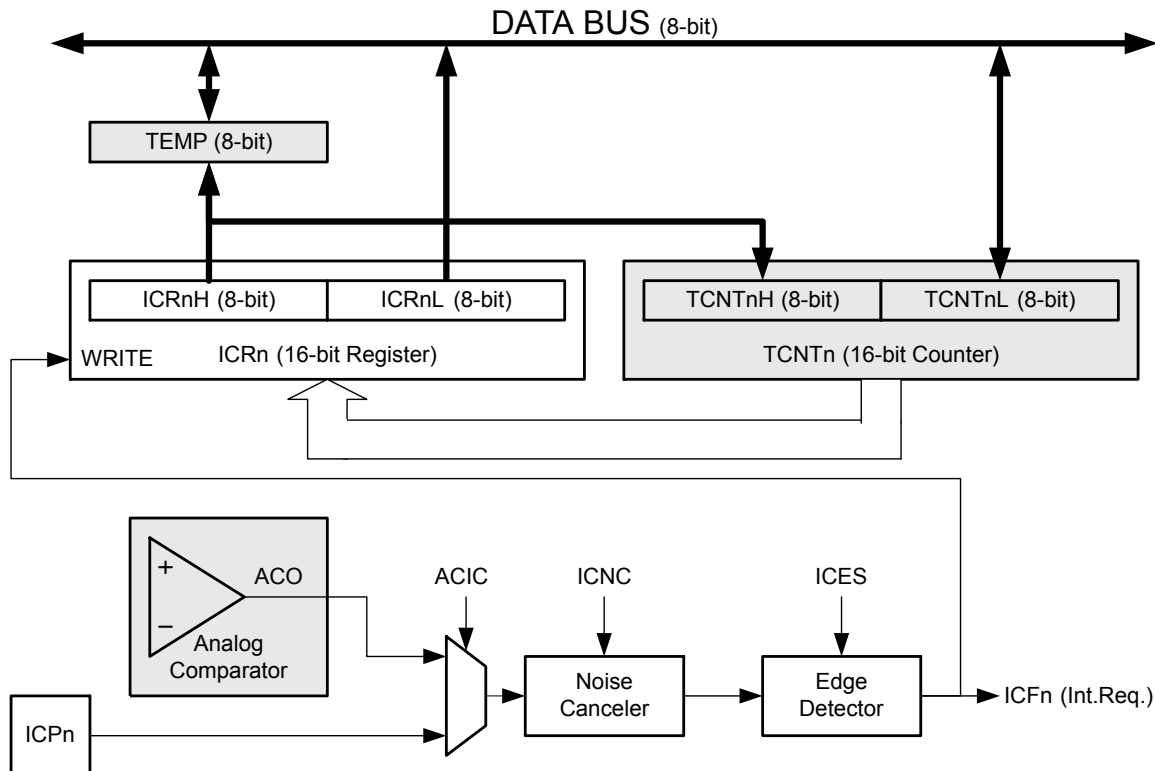 DATA BUS (8-bit)
TEMP (8-bit)
ICRnH (8-bit)
ICRnL (8-bit)
TCNTnH (8-bit)
TCNTnL (8-bit)
WRITE
ICRn (16-bit Register)
TCNTn (16-bit Counter)
+
−
ACO
Analog
Comparator
ACIC
ICNC
ICES
Noise
Canceler
Edge
Detector
ICFn (Int.Req.)
ICPn